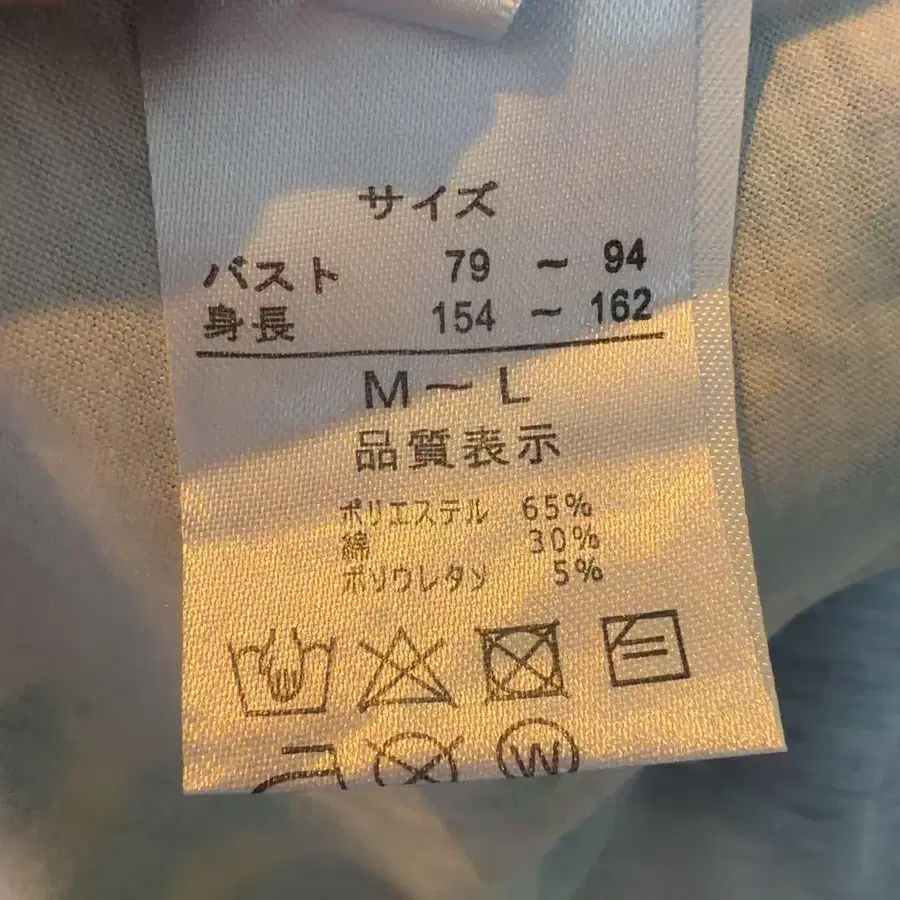 サイズ
バスト 79 ~ 94
身長 154 ~ 162
M~L
品質表示
ポリエステル 65%
綿 30%
ポリウレタン 5%
W